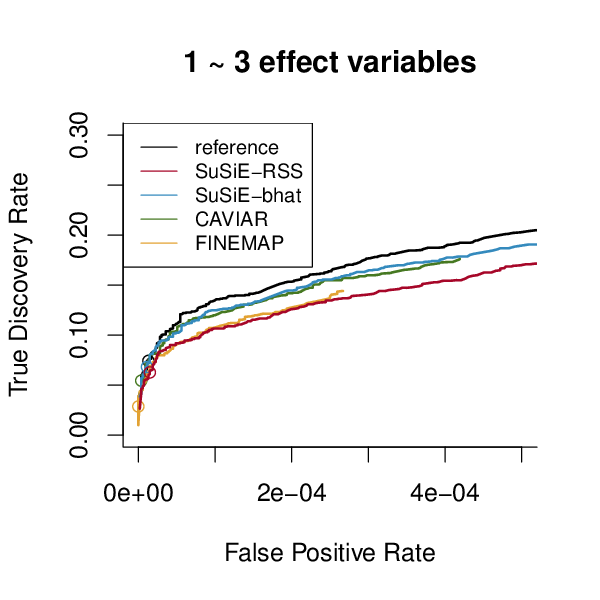 1 ~ 3 effect variables
True Discovery Rate
0.30
0.20
0.10
0.00
reference
SuSiE−RSS
SuSiE−bhat
CAVIAR
FINEMAP
0e+00
2e−04
4e−04
False Positive Rate